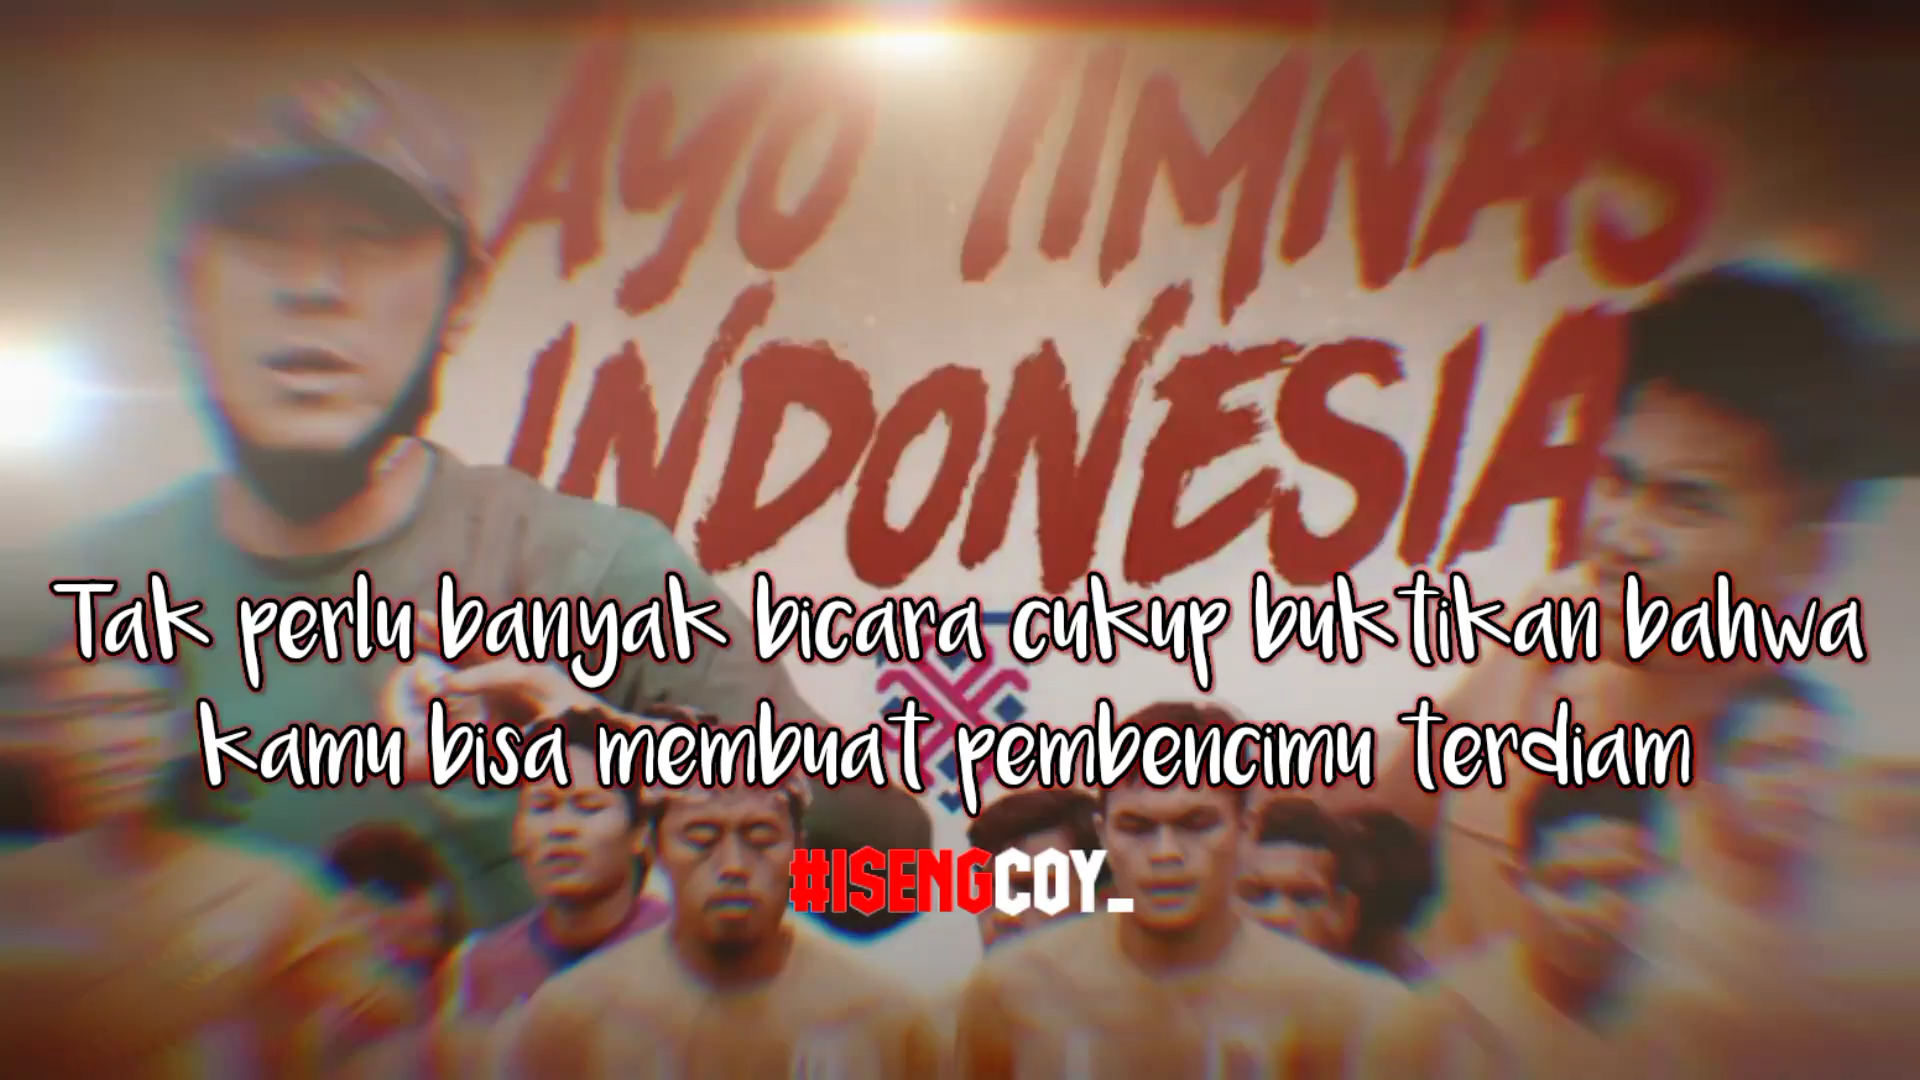 AYO TIMNAS
INDONESIA
Tak perlu banyak bicara cukup buktikan bahwa
kamu bisa membuat pembencimu terdiam
#ISENGCOY_